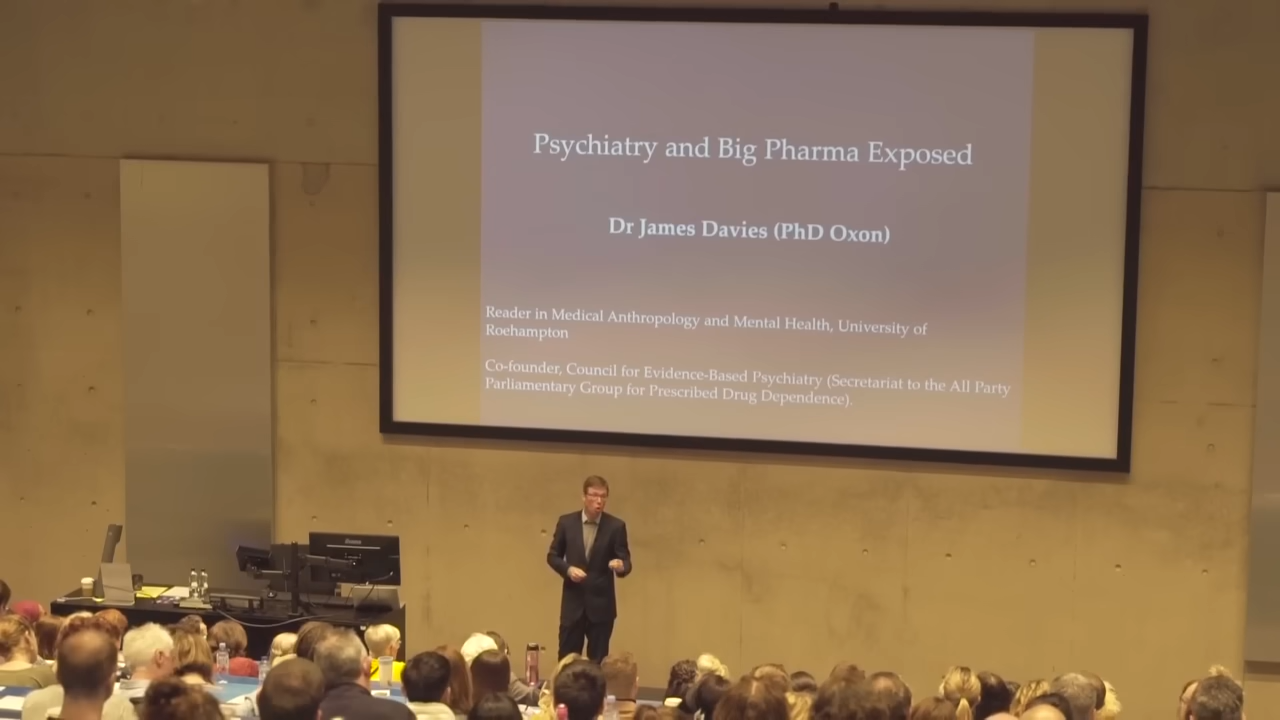 Psychiatry and Big Pharma Exposed
Dr James Davies (PhD Oxon)
Reader in Medical Anthropology and Mental Health, University of
Roehampton
Co-founder, Council for Evidence-Based Psychiatry (Secretariat to the All Party
Parliamentary Group for Prescribed Drug Dependence).